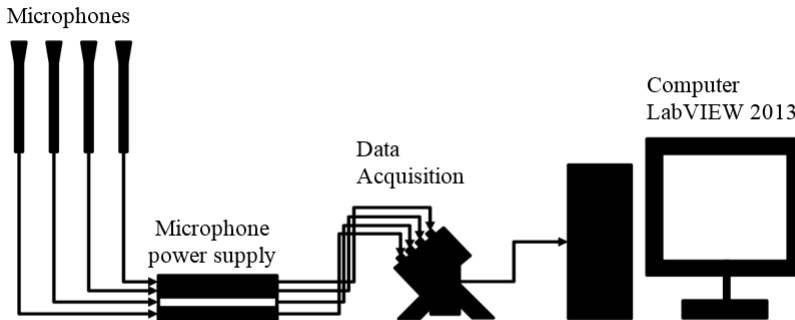 Microphones
Microphone
power supply
Data
Acquisition
Computer
LabVIEW 2013